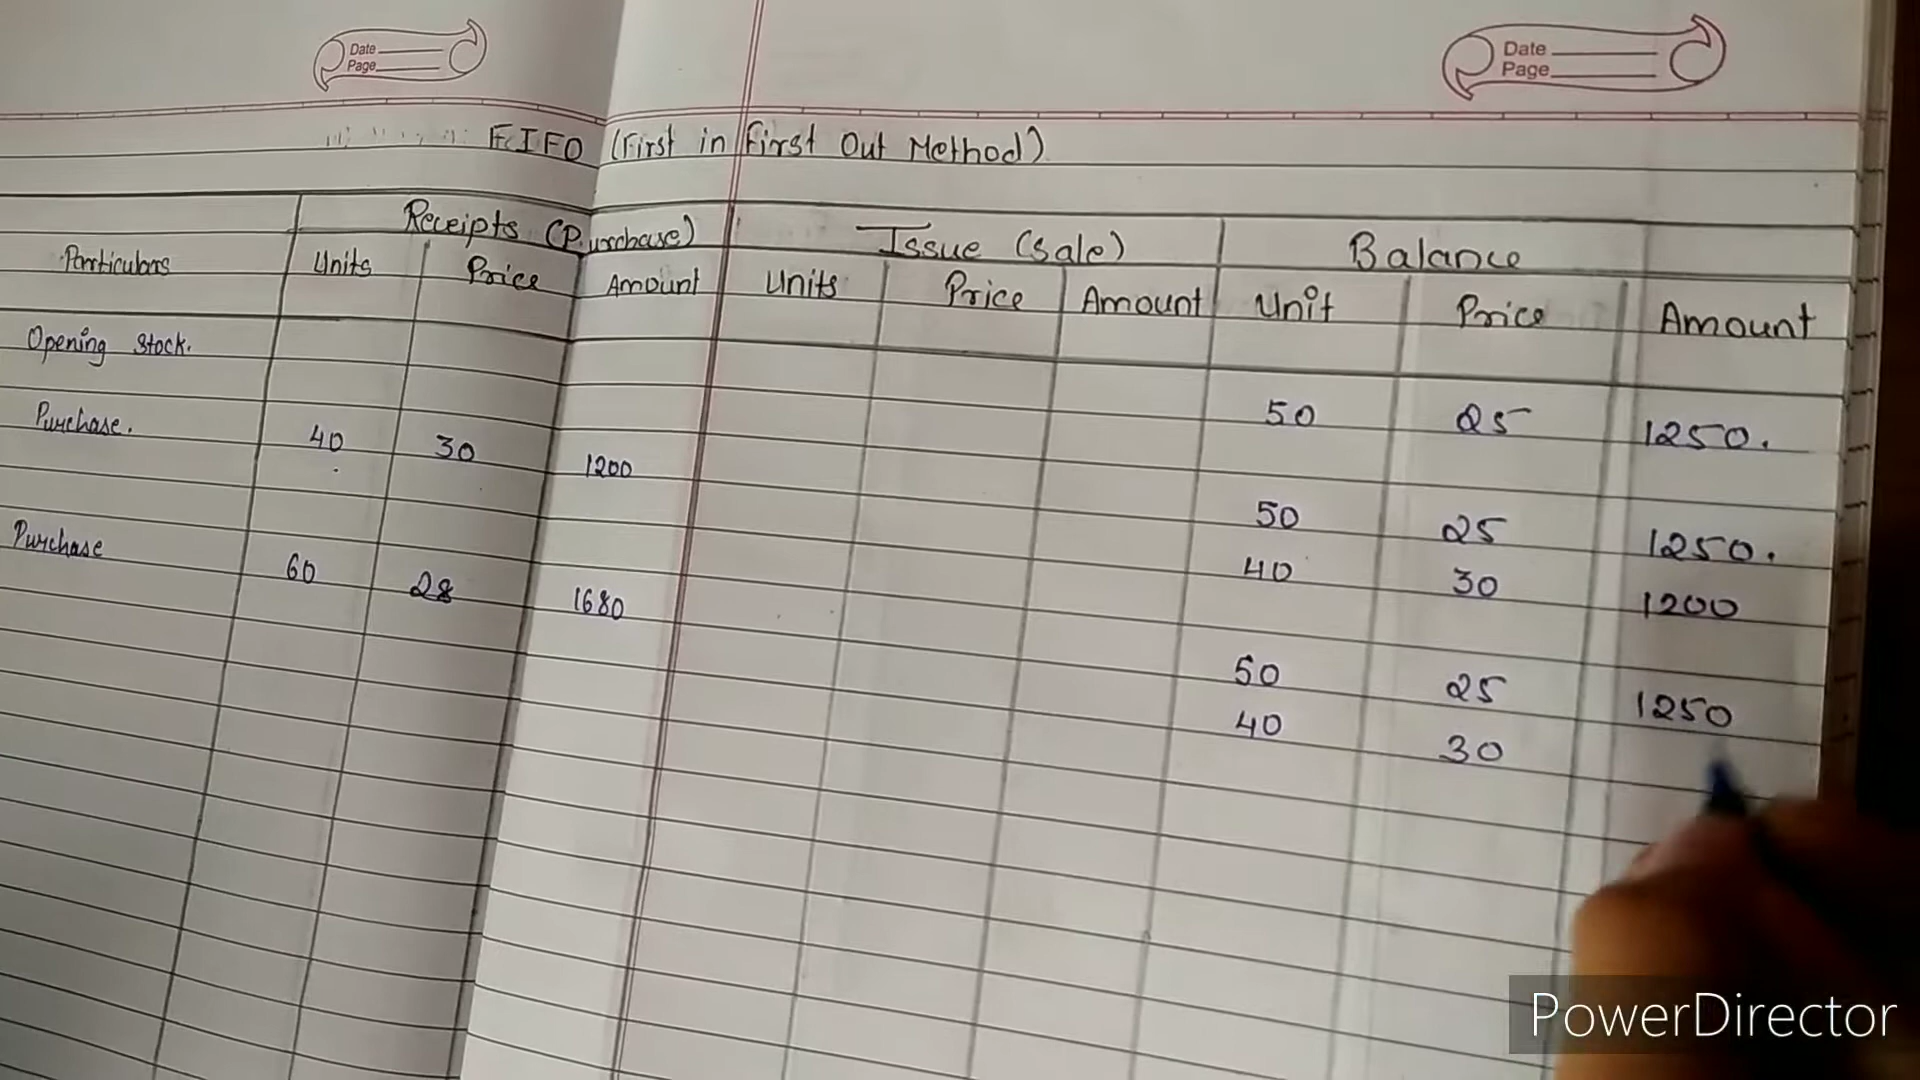 Date
Page
Date
Page
FIFO (First in First Out Method)
Receipts (Purchase) Issue (Sale) Balance
Particulars Units Price Amount Units Price Amount Unit Price Amount
Opening Stock.
50 25 1250.
Purchase. 40 30 1200
50 25 1250.
40 30 1200
Purchase 60 28 1680
50 25 1250
40 30
PowerDirector